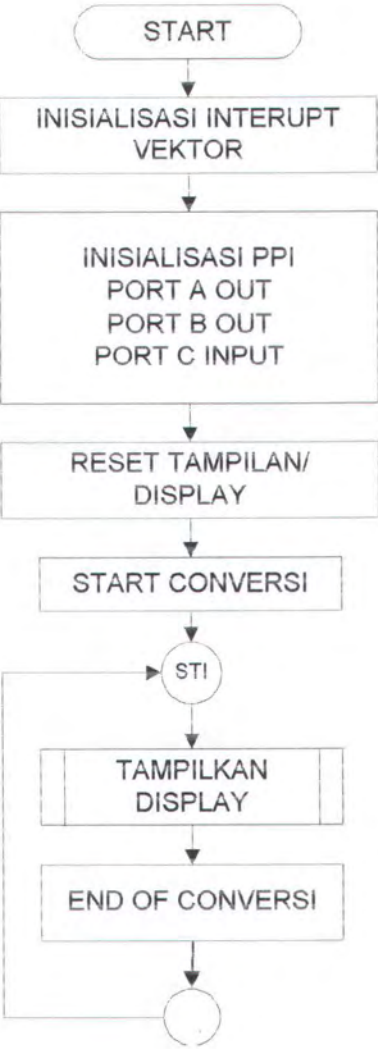 START
INISIALISASI INTERUPT
VEKTOR
INISIALISASI PPI
PORT A OUT
PORT B OUT
PORT C INPUT
RESET TAMPILAN/
DISPLAY
START CONVERSI
STI
TAMPILKAN
DISPLAY
END OF CONVERSI